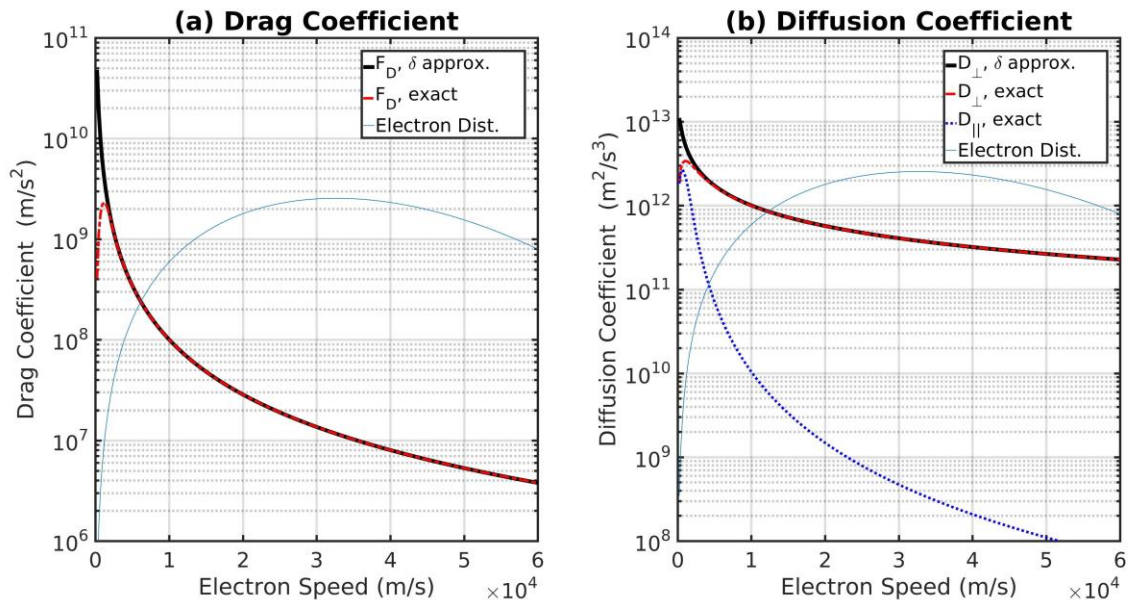 (a) Drag Coefficient
10^11
10^10
10^9
10^8
10^7
10^6
Drag Coefficient (m/s^2)
F_D, δ approx.
F_D, exact
Electron Dist.
0 1 2 3 4 5 6
Electron Speed (m/s)
×10^4
(b) Diffusion Coefficient
10^14
10^13
10^12
10^11
10^10
10^9
10^8
Diffusion Coefficient (m^2/s^3)
D_⊥, δ approx.
D_⊥, exact
D_||, exact
Electron Dist.
0 1 2 3 4 5 6
Electron Speed (m/s)
×10^4